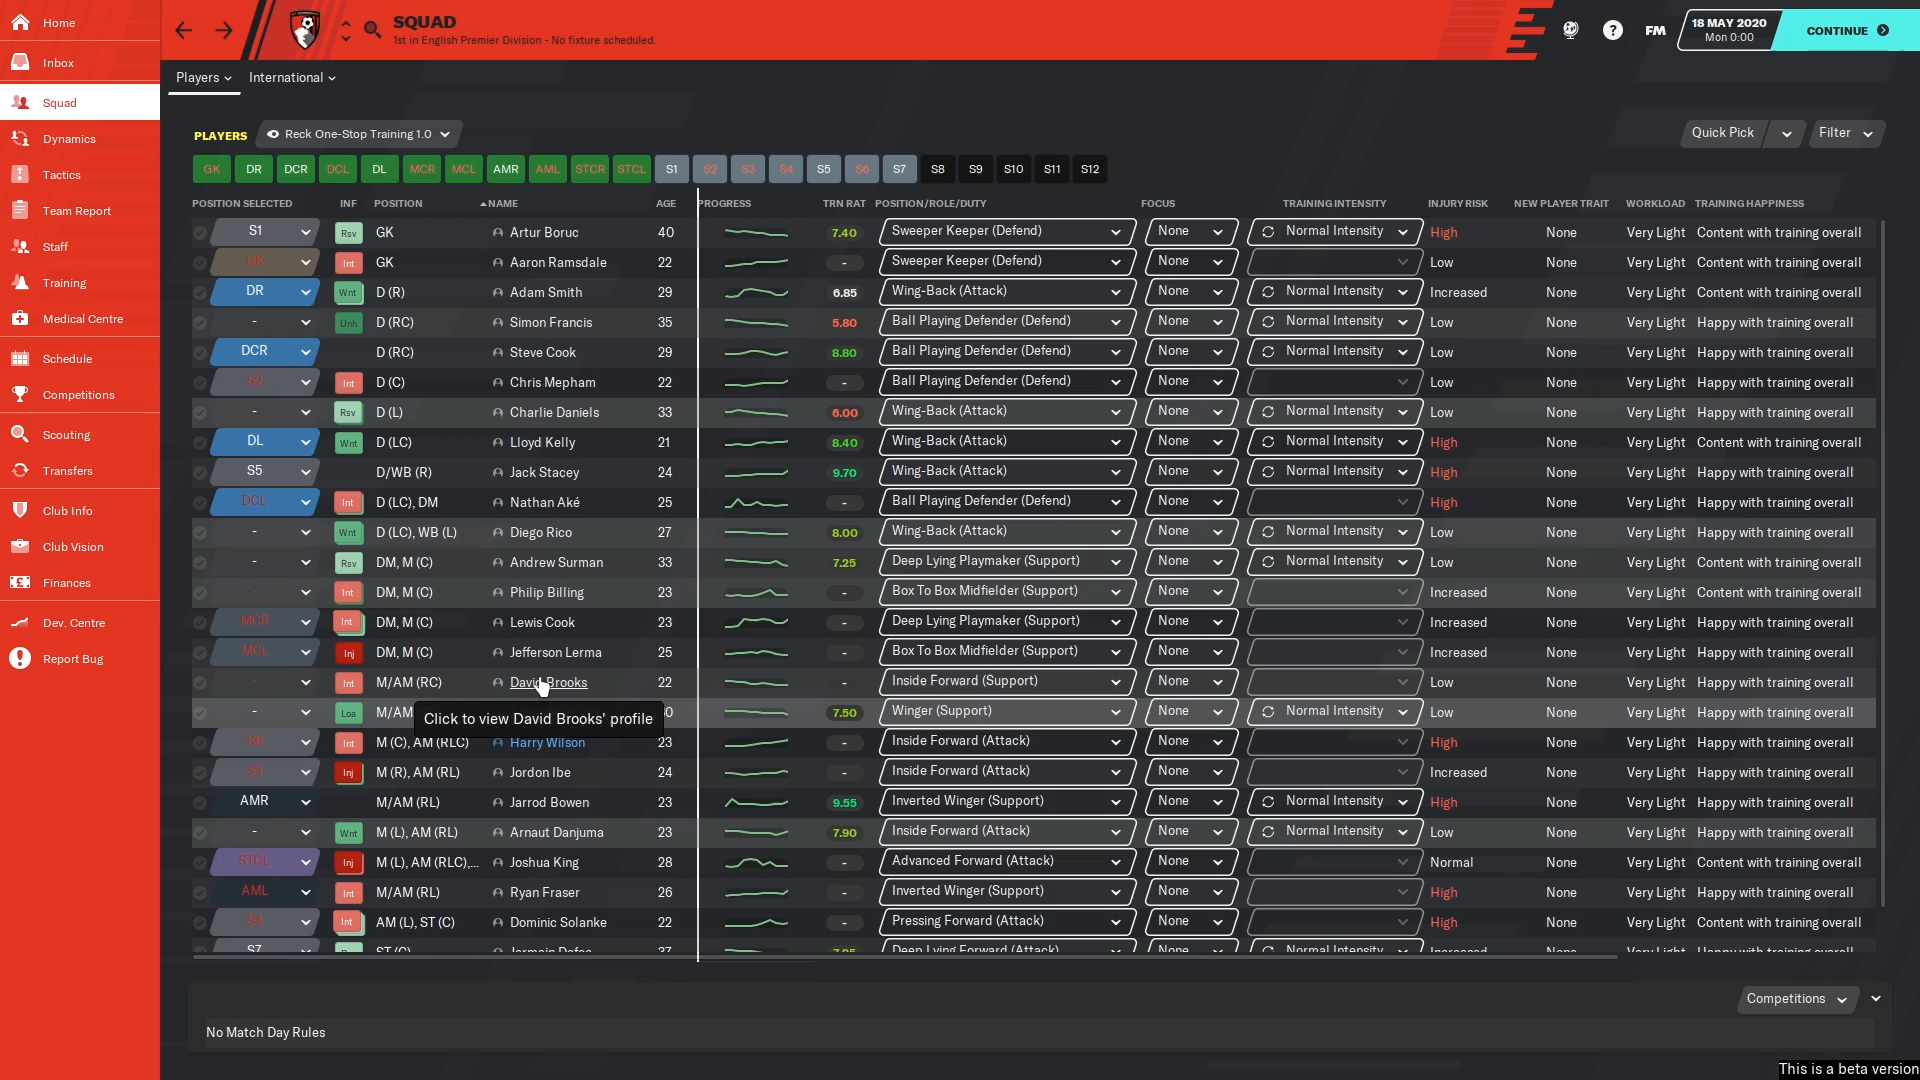 Home
Inbox
Squad
Dynamics
Tactics
Team Report
Staff
Training
Medical Centre
Schedule
Competitions
Scouting
Transfers
Club Info
Club Vision
Finances
Dev. Centre
Report Bug
SQUAD
1st in English Premier Division - No fixture scheduled.
FM
18 MAY 2020
Mon 0:00
CONTINUE
Players International
PLAYERS Reck One-Stop Training 1.0 Quick Pick Filter
GK DR DCR DCL DL MCR MCL AMR AML STCR STCL S1 S2 S3 S4 S5 S6 S7 S8 S9 S10 S11 S12
POSITION SELECTED INF POSITION NAME AGE PROGRESS TRN RAT POSITION/ROLE/DUTY FOCUS TRAINING INTENSITY INJURY RISK NEW PLAYER TRAIT WORKLOAD TRAINING HAPPINESS
S1 Rsv GK Artur Boruc 40 7.40 Sweeper Keeper (Defend) None Normal Intensity High None Very Light Content with training overall
GK Int GK Aaron Ramsdale 22 - Sweeper Keeper (Defend) None Low None Very Light Content with training overall
DR Wnt D (R) Adam Smith 29 6.85 Wing-Back (Attack) None Normal Intensity Increased None Very Light Content with training overall
- Unh D (RC) Simon Francis 35 5.80 Ball Playing Defender (Defend) None Normal Intensity Low None Very Light Happy with training overall
DCR D (RC) Steve Cook 29 8.80 Ball Playing Defender (Defend) None Normal Intensity Low None Very Light Happy with training overall
S2 Int D (C) Chris Mepham 22 - Ball Playing Defender (Defend) None Low None Very Light Happy with training overall
- Rsv D (L) Charlie Daniels 33 6.00 Wing-Back (Attack) None Normal Intensity Low None Very Light Happy with training overall
DL Wnt D (LC) Lloyd Kelly 21 8.40 Wing-Back (Attack) None Normal Intensity High None Very Light Content with training overall
S5 D/WB (R) Jack Stacey 24 9.70 Wing-Back (Attack) None Normal Intensity High None Very Light Happy with training overall
DCL Int D (LC), DM Nathan Aké 25 - Ball Playing Defender (Defend) None High None Very Light Happy with training overall
- Wnt D (LC), WB (L) Diego Rico 27 8.00 Wing-Back (Attack) None Normal Intensity Low None Very Light Happy with training overall
- Rsv DM, M (C) Andrew Surman 33 7.25 Deep Lying Playmaker (Support) None Normal Intensity Low None Very Light Content with training overall
- Int DM, M (C) Philip Billing 23 - Box To Box Midfielder (Support) None Increased None Very Light Content with training overall
MCR Int DM, M (C) Lewis Cook 23 - Deep Lying Playmaker (Support) None Increased None Very Light Happy with training overall
MCL Inj DM, M (C) Jefferson Lerma 25 - Box To Box Midfielder (Support) None Increased None Very Light Happy with training overall
- Int M/AM (RC) David Brooks 22 - Inside Forward (Support) None Low None Very Light Happy with training overall
- Loa M/AM 0 7.50 Winger (Support) None Normal Intensity Low None Very Light Happy with training overall
Click to view David Brooks' profile
S6 Int M (C), AM (RLC) Harry Wilson 23 - Inside Forward (Attack) None High None Very Light Happy with training overall
S3 Inj M (R), AM (RL) Jordon Ibe 24 - Inside Forward (Attack) None Increased None Very Light Happy with training overall
AMR M/AM (RL) Jarrod Bowen 23 9.55 Inverted Winger (Support) None Normal Intensity High None Very Light Happy with training overall
- Wnt M (L), AM (RL) Arnaut Danjuma 23 7.90 Inside Forward (Attack) None Normal Intensity Low None Very Light Happy with training overall
STCL Inj M (L), AM (RLC),... Joshua King 28 - Advanced Forward (Attack) None Normal None Very Light Content with training overall
AML Int M/AM (RL) Ryan Fraser 26 - Inverted Winger (Support) None High None Very Light Happy with training overall
S4 Int AM (L), ST (C) Dominic Solanke 22 - Pressing Forward (Attack) None High None Very Light Content with training overall
S7 ST (C) Jermain Defoe 37 Deep Lying Forward (Attack) None Normal Intensity Increased None Very Light Happy with training overall
Competitions
No Match Day Rules
This is a beta version